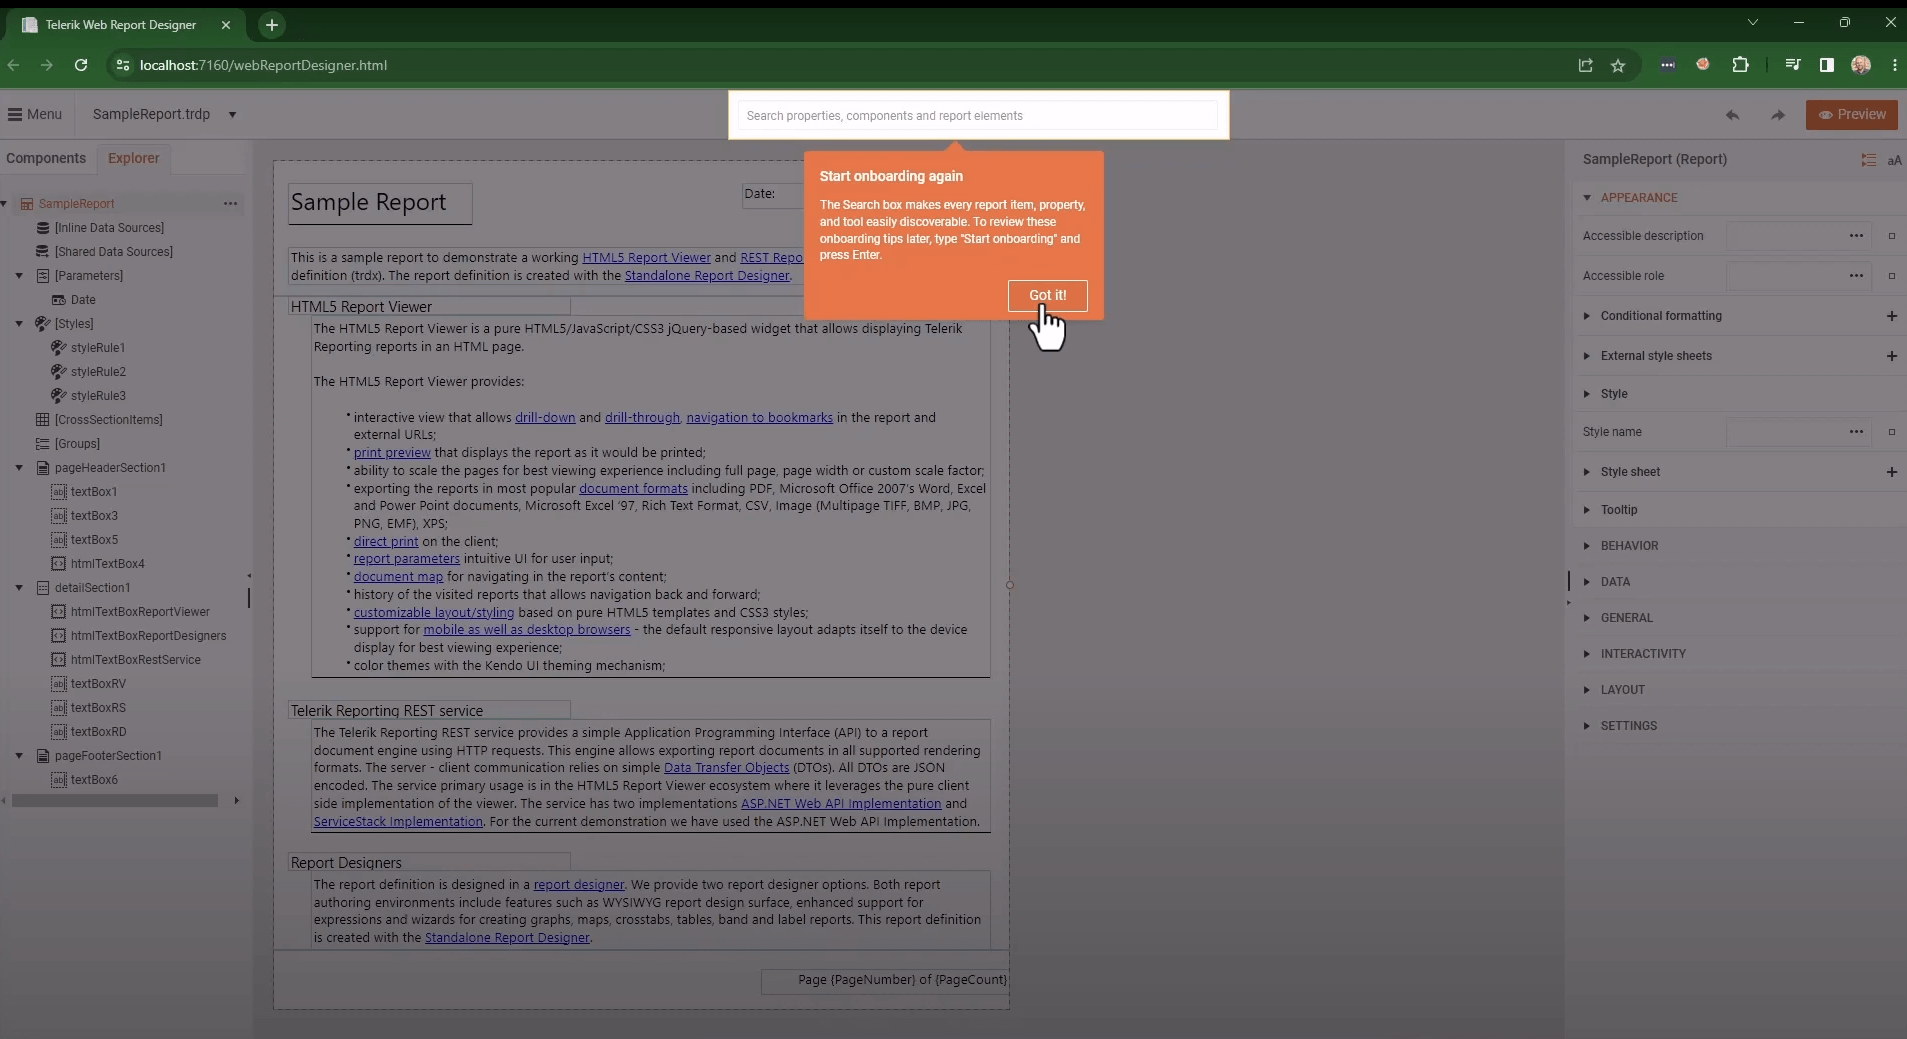 Telerik Web Report Designer
localhost:7160/webReportDesigner.html
Menu
SampleReport.trdp
Search properties, components and report elements
Preview
Components
Explorer
SampleReport
[Inline Data Sources]
[Shared Data Sources]
[Parameters]
Date
[Styles]
styleRule1
styleRule2
styleRule3
[CrossSectionItems]
[Groups]
pageHeaderSection1
textBox1
textBox3
textBox5
htmlTextBox4
detailSection1
htmlTextBoxReportViewer
htmlTextBoxReportDesigners
htmlTextBoxRestService
textBoxRV
textBoxRS
textBoxRD
pageFooterSection1
textBox6
Sample Report
Date:
This is a sample report to demonstrate a working HTML5 Report Viewer and REST Repo
definition (trdx). The report definition is created with the Standalone Report Designer.
Start onboarding again
The Search box makes every report item, property,
and tool easily discoverable. To review these
onboarding tips later, type "Start onboarding" and
press Enter.
Got it!
HTML5 Report Viewer
The HTML5 Report Viewer is a pure HTML5/JavaScript/CSS3 jQuery-based widget that allows displaying Telerik
Reporting reports in an HTML page.
The HTML5 Report Viewer provides:
• interactive view that allows drill-down and drill-through, navigation to bookmarks in the report and
external URLs;
• print preview that displays the report as it would be printed;
• ability to scale the pages for best viewing experience including full page, page width or custom scale factor;
• exporting the reports in most popular document formats including PDF, Microsoft Office 2007's Word, Excel
and Power Point documents, Microsoft Excel '97, Rich Text Format, CSV, Image (Multipage TIFF, BMP, JPG,
PNG, EMF), XPS;
• direct print on the client;
• report parameters intuitive UI for user input;
• document map for navigating in the report's content;
• history of the visited reports that allows navigation back and forward;
• customizable layout/styling based on pure HTML5 templates and CSS3 styles;
• support for mobile as well as desktop browsers - the default responsive layout adapts itself to the device
display for best viewing experience;
• color themes with the Kendo UI theming mechanism;
Telerik Reporting REST service
The Telerik Reporting REST service provides a simple Application Programming Interface (API) to a report
document engine using HTTP requests. This engine allows exporting report documents in all supported rendering
formats. The server - client communication relies on simple Data Transfer Objects (DTOs). All DTOs are JSON
encoded. The service primary usage is in the HTML5 Report Viewer ecosystem where it leverages the pure client
side implementation of the viewer. The service has two implementations ASP.NET Web API Implementation and
ServiceStack Implementation. For the current demonstration we have used the ASP.NET Web API Implementation.
Report Designers
The report definition is designed in a report designer. We provide two report designer options. Both report
authoring environments include features such as WYSIWYG report design surface, enhanced support for
expressions and wizards for creating graphs, maps, crosstabs, tables, band and label reports. This report definition
is created with the Standalone Report Designer.
Page {PageNumber} of {PageCount}
SampleReport (Report)
aA
APPEARANCE
Accessible description
Accessible role
Conditional formatting
External style sheets
Style
Style name
Style sheet
Tooltip
BEHAVIOR
DATA
GENERAL
INTERACTIVITY
LAYOUT
SETTINGS